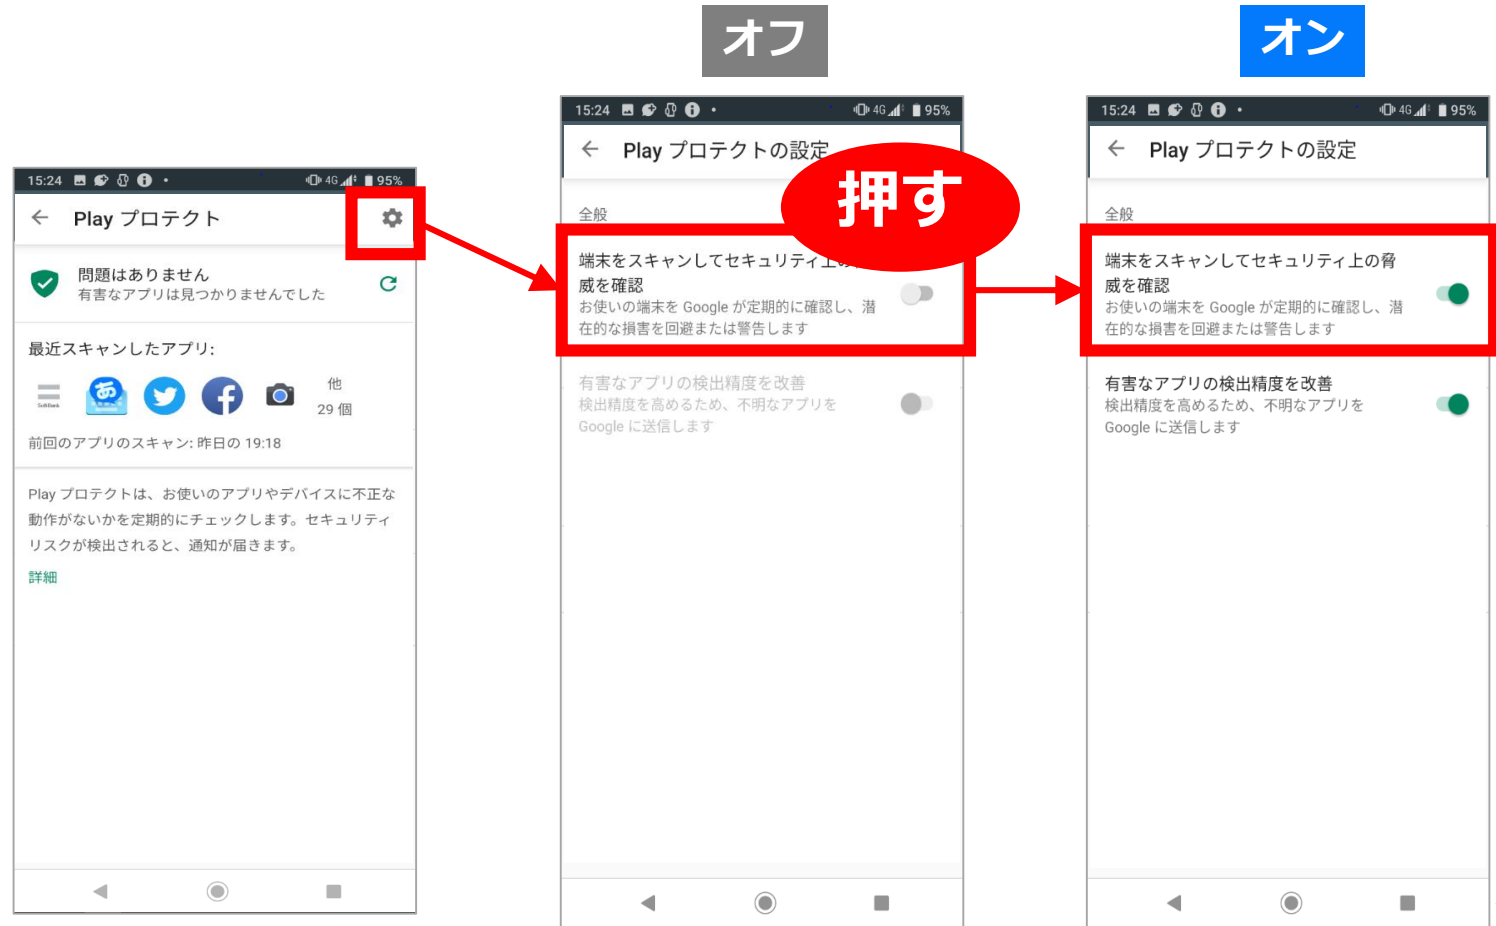 オフ
オン
15:24
4G
95%
Play プロテクト
問題はありません
有害なアプリは見つかりませんでした
最近スキャンしたアプリ:
SoftBank
あ
他
29 個
前回のアプリのスキャン: 昨日の 19:18
Play プロテクトは、お使いのアプリやデバイスに不正な
動作がないかを定期的にチェックします。セキュリティ
リスクが検出されると、通知が届きます。
詳細
15:24
4G
95%
Play プロテクトの設定
押す
全般
端末をスキャンしてセキュリティ上の
威を確認
お使いの端末を Google が定期的に確認し、潜
在的な損害を回避または警告します
有害なアプリの検出精度を改善
検出精度を高めるため、不明なアプリを
Google に送信します
15:24
4G
95%
Play プロテクトの設定
全般
端末をスキャンしてセキュリティ上の脅
威を確認
お使いの端末を Google が定期的に確認し、潜
在的な損害を回避または警告します
有害なアプリの検出精度を改善
検出精度を高めるため、不明なアプリを
Google に送信します